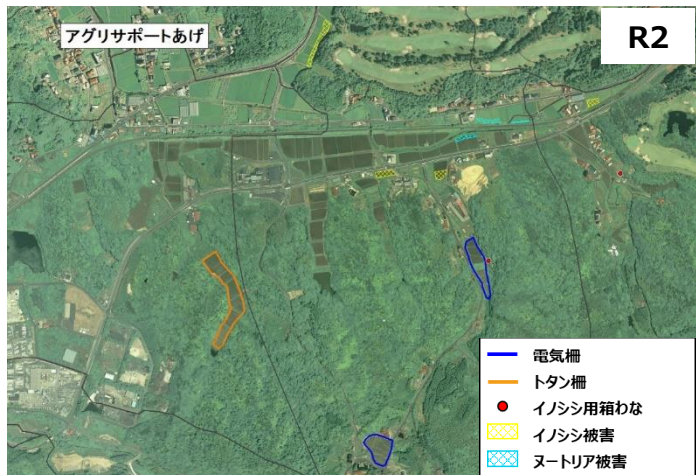 アグリサポートあげ
R2
電気柵
トタン柵
イノシシ用箱わな
イノシシ被害
ヌートリア被害